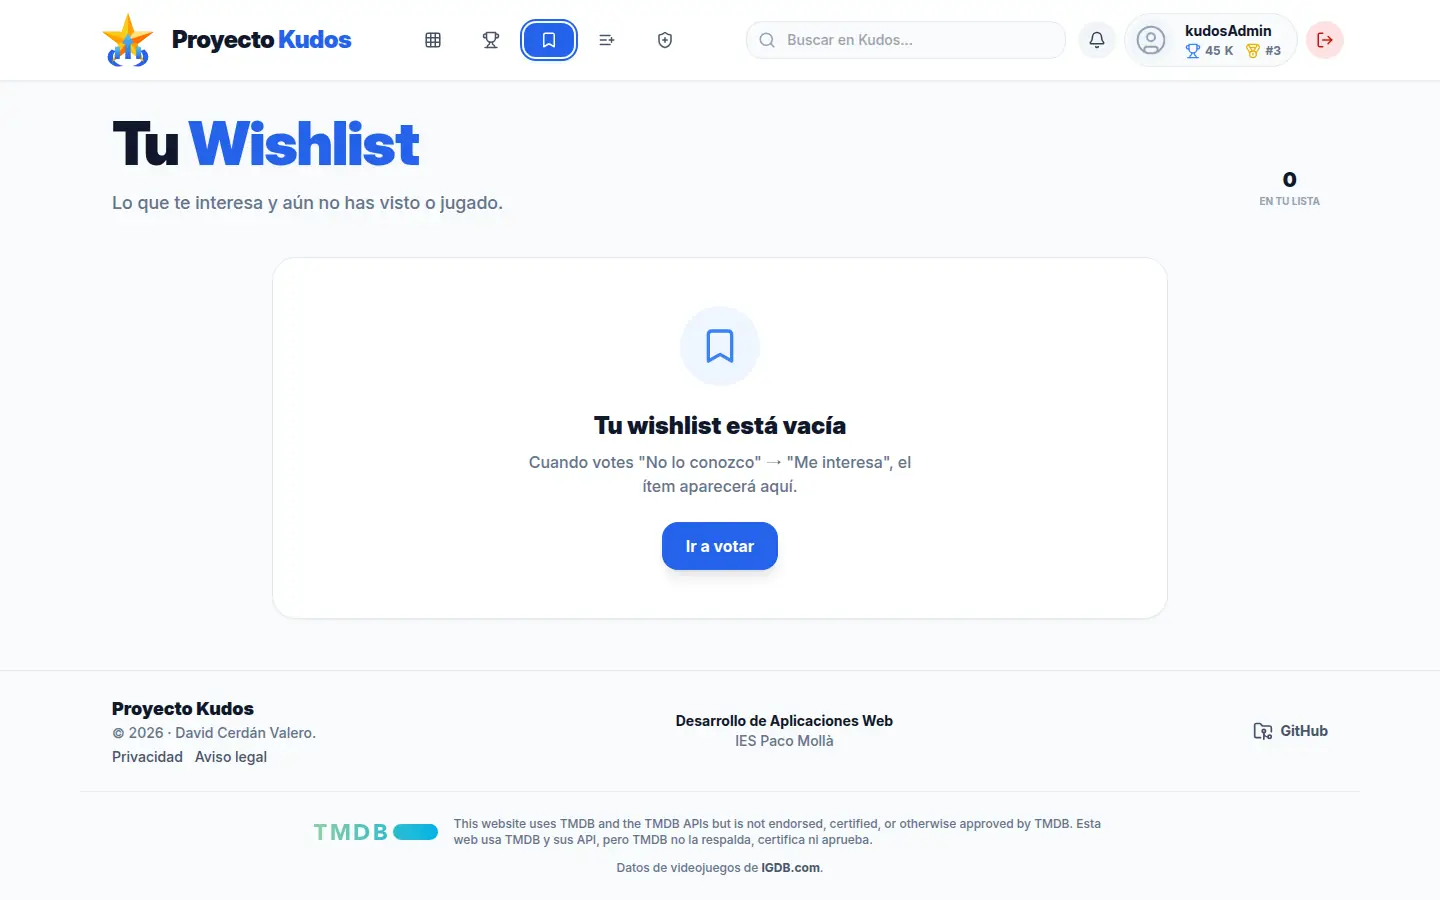 Proyecto Kudos
Buscar en Kudos...
kudosAdmin
45 K #3
Tu Wishlist
Lo que te interesa y aún no has visto o jugado.
0
EN TU LISTA
Tu wishlist está vacía
Cuando votes "No lo conozco" → "Me interesa", el
ítem aparecerá aquí.
Ir a votar
Proyecto Kudos
© 2026 · David Cerdán Valero.
Privacidad Aviso legal
Desarrollo de Aplicaciones Web
IES Paco Mollà
GitHub
TMDB
This website uses TMDB and the TMDB APIs but is not endorsed, certified, or otherwise approved by TMDB. Esta
web usa TMDB y sus API, pero TMDB no la respalda, certifica ni aprueba.
Datos de videojuegos de IGDB.com.